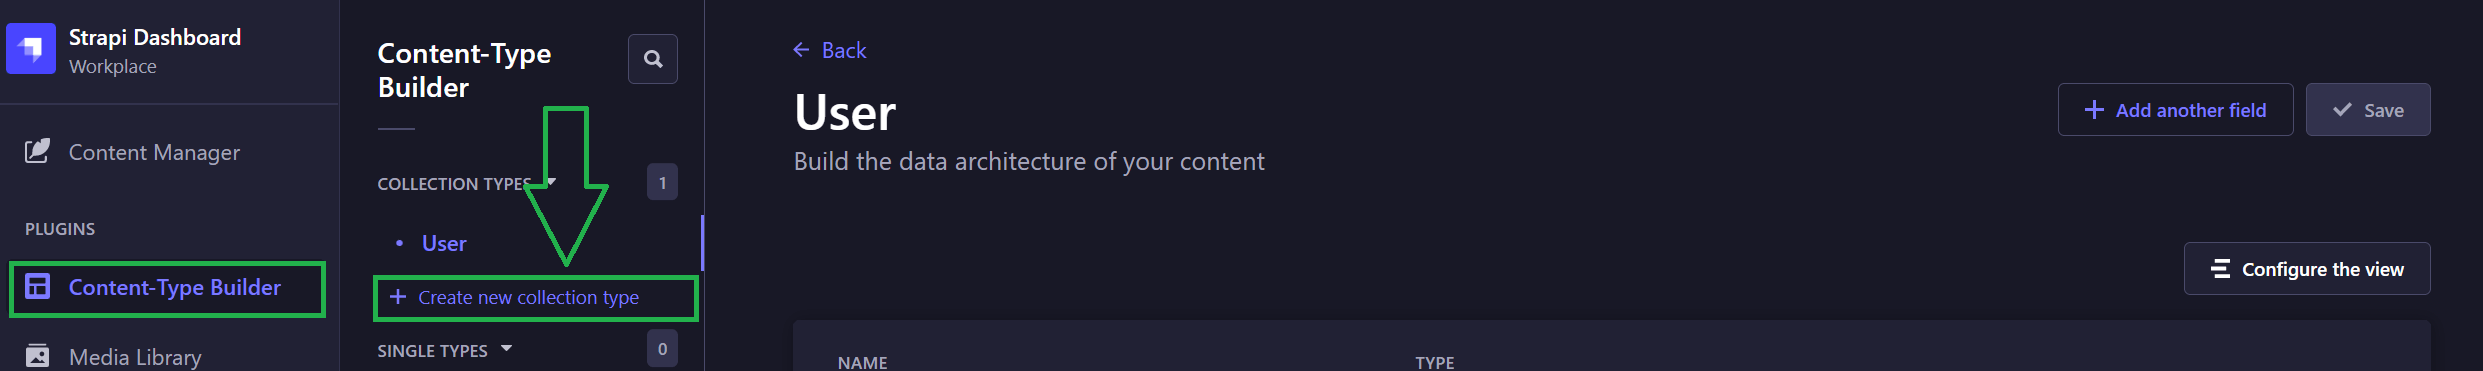 Strapi Dashboard
Workplace
Content Manager
PLUGINS
Content-Type Builder
Media Library
Content-Type
Builder
COLLECTION TYPES
1
User
Create new collection type
SINGLE TYPES
0
Back
User
Build the data architecture of your content
Add another field
Save
Configure the view
NAME
TYPE